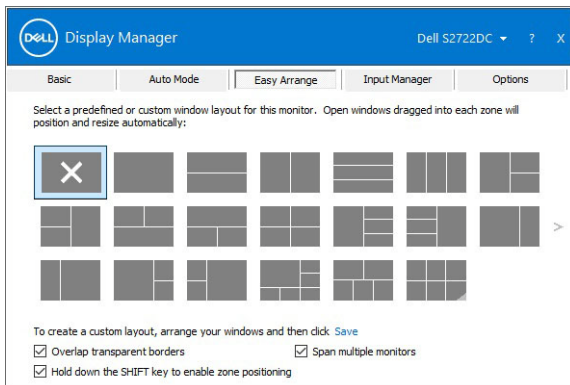 DELL Display Manager Dell S2722DC ? X
Basic Auto Mode Easy Arrange Input Manager Options
Select a predefined or custom window layout for this monitor. Open windows dragged into each zone will
position and resize automatically:
To create a custom layout, arrange your windows and then click Save
Overlap transparent borders Span multiple monitors
Hold down the SHIFT key to enable zone positioning